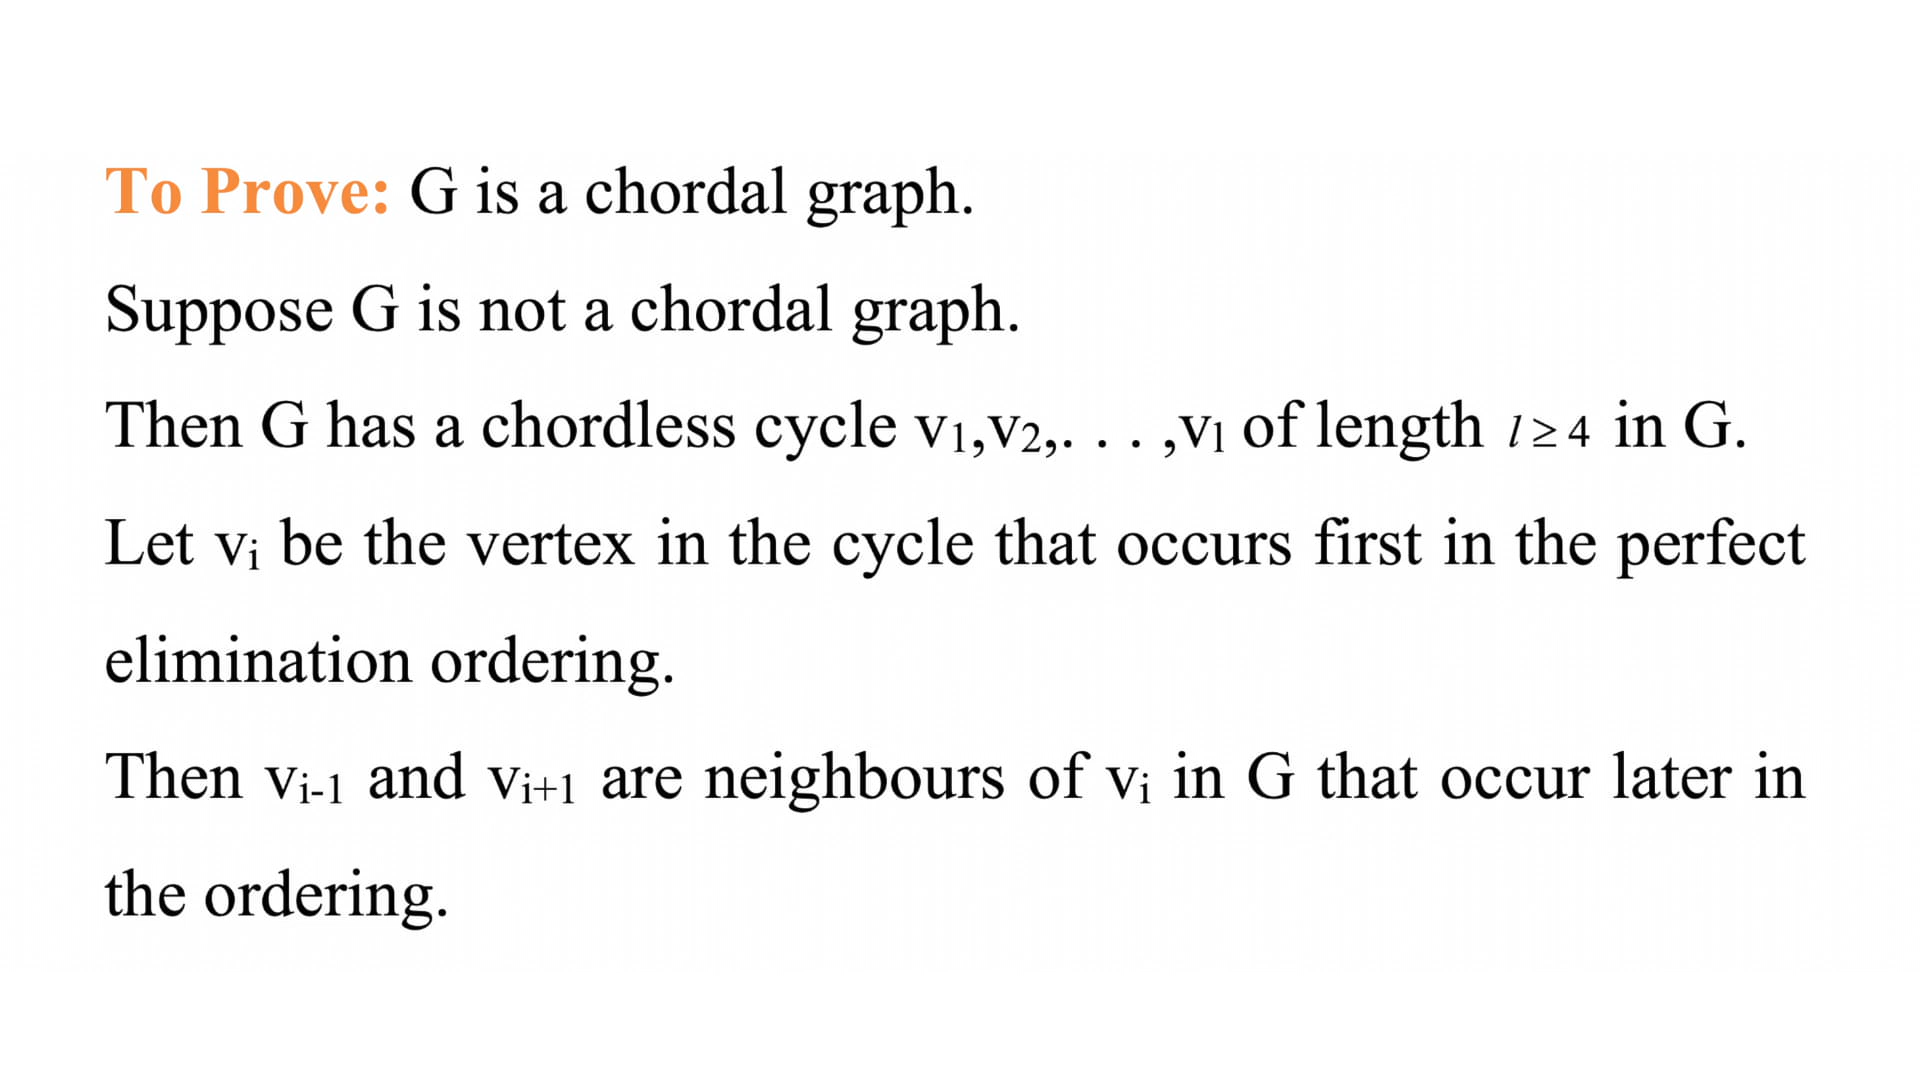 To Prove: G is a chordal graph.
Suppose G is not a chordal graph.
Then G has a chordless cycle v₁,v₂,. . . ,vₗ of length l ≥ 4 in G.
Let vᵢ be the vertex in the cycle that occurs first in the perfect
elimination ordering.
Then vᵢ₋₁ and vᵢ₊₁ are neighbours of vᵢ in G that occur later in
the ordering.